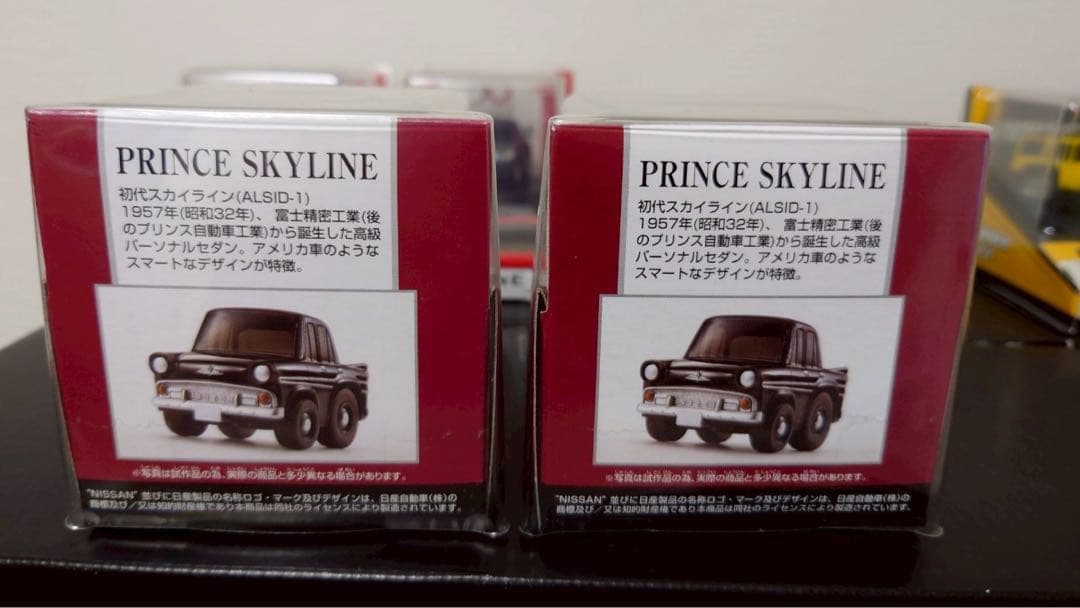 PRINCE SKYLINE
初代スカイライン(ALSID-1)
1957年(昭和32年)、富士精密工業(後
のプリンス自動車工業)から誕生した高級
パーソナルセダン。アメリカ車のような
スマートなデザインが特徴。
※写真は試作品の為、実際の商品と多少異なる場合があります。
"NISSAN" 並びに日産製品の名称ロゴ・マーク及びデザインは、日産自動車(株)の
商標及び/又は知的財産権であり本商品は同社のライセンスにより製造されています。
PRINCE SKYLINE
初代スカイライン(ALSID-1)
1957年(昭和32年)、富士精密工業(後
のプリンス自動車工業)から誕生した高級
パーソナルセダン。アメリカ車のような
スマートなデザインが特徴。
※写真は試作品の為、実際の商品と多少異なる場合があります。
"NISSAN" 並びに日産製品の名称ロゴ・マーク及びデザインは、日産自動車(株)の
商標及び/又は知的財産権であり本商品は同社のライセンスにより製造されています。